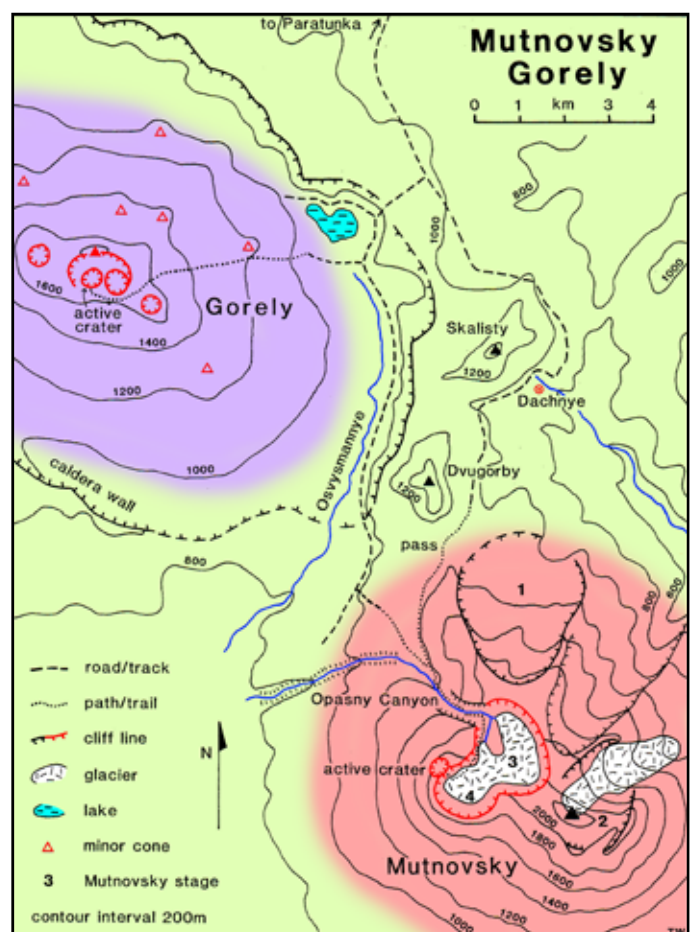 to Paratunka
Mutnovsky
Gorely
0 1 km 3 4
800
1000
1000
Gorely
1600
active
crater
1400
1200
1000
Skalisty
1200
Dachnye
Osvysmannye
Dvugorby
1200
caldera wall
pass
800
1
800
600
road/track
path/trail
cliff line
glacier
lake
minor cone
3 Mutnovsky stage
contour interval 200m
N
Opasny Canyon
active crater
3
4
2
2000
1800
1600
1400
1200
1000
Mutnovsky
TW